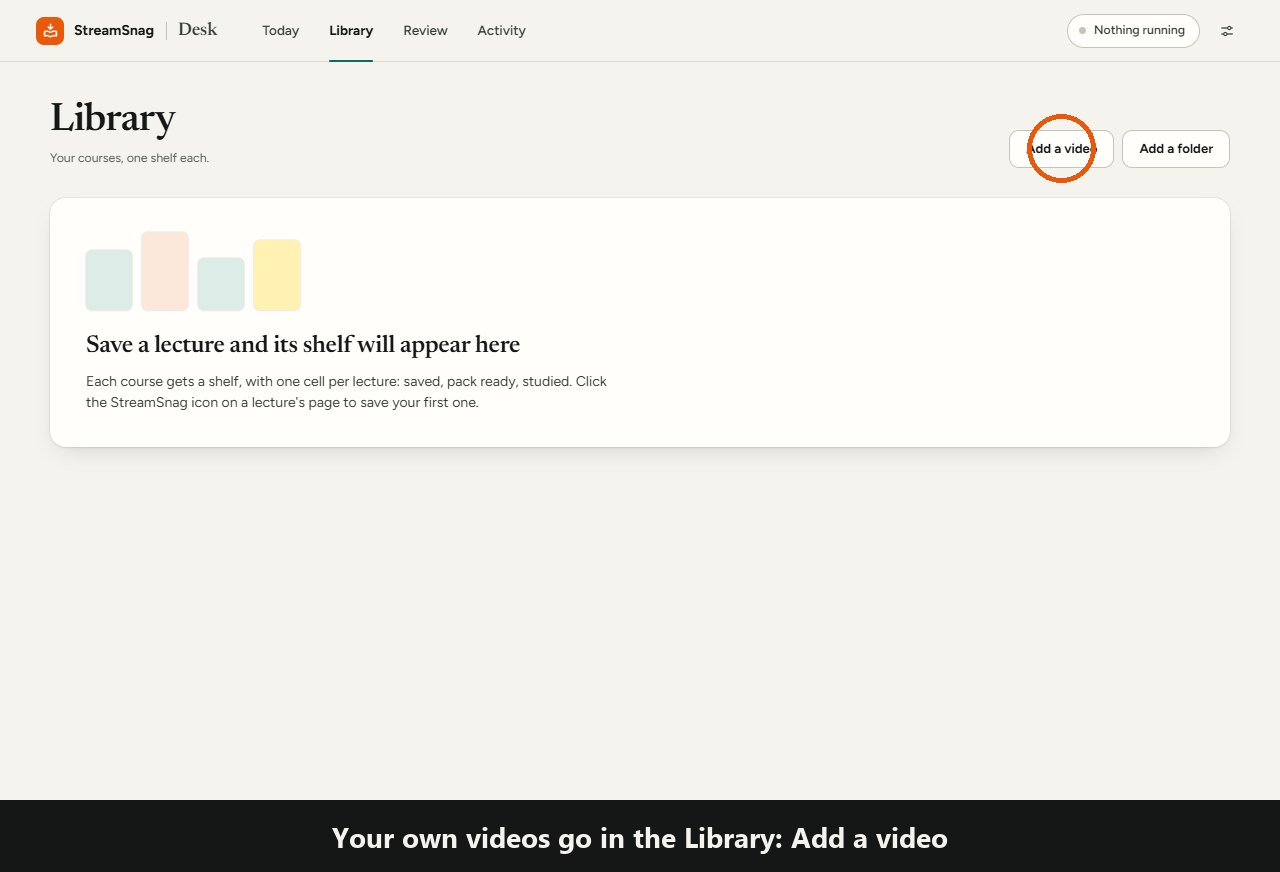 StreamSnag
Desk
Today
Library
Review
Activity
Nothing running
Library
Your courses, one shelf each.
Add a video
Add a folder
Save a lecture and its shelf will appear here
Each course gets a shelf, with one cell per lecture: saved, pack ready, studied. Click
the StreamSnag icon on a lecture's page to save your first one.
Your own videos go in the Library: Add a video